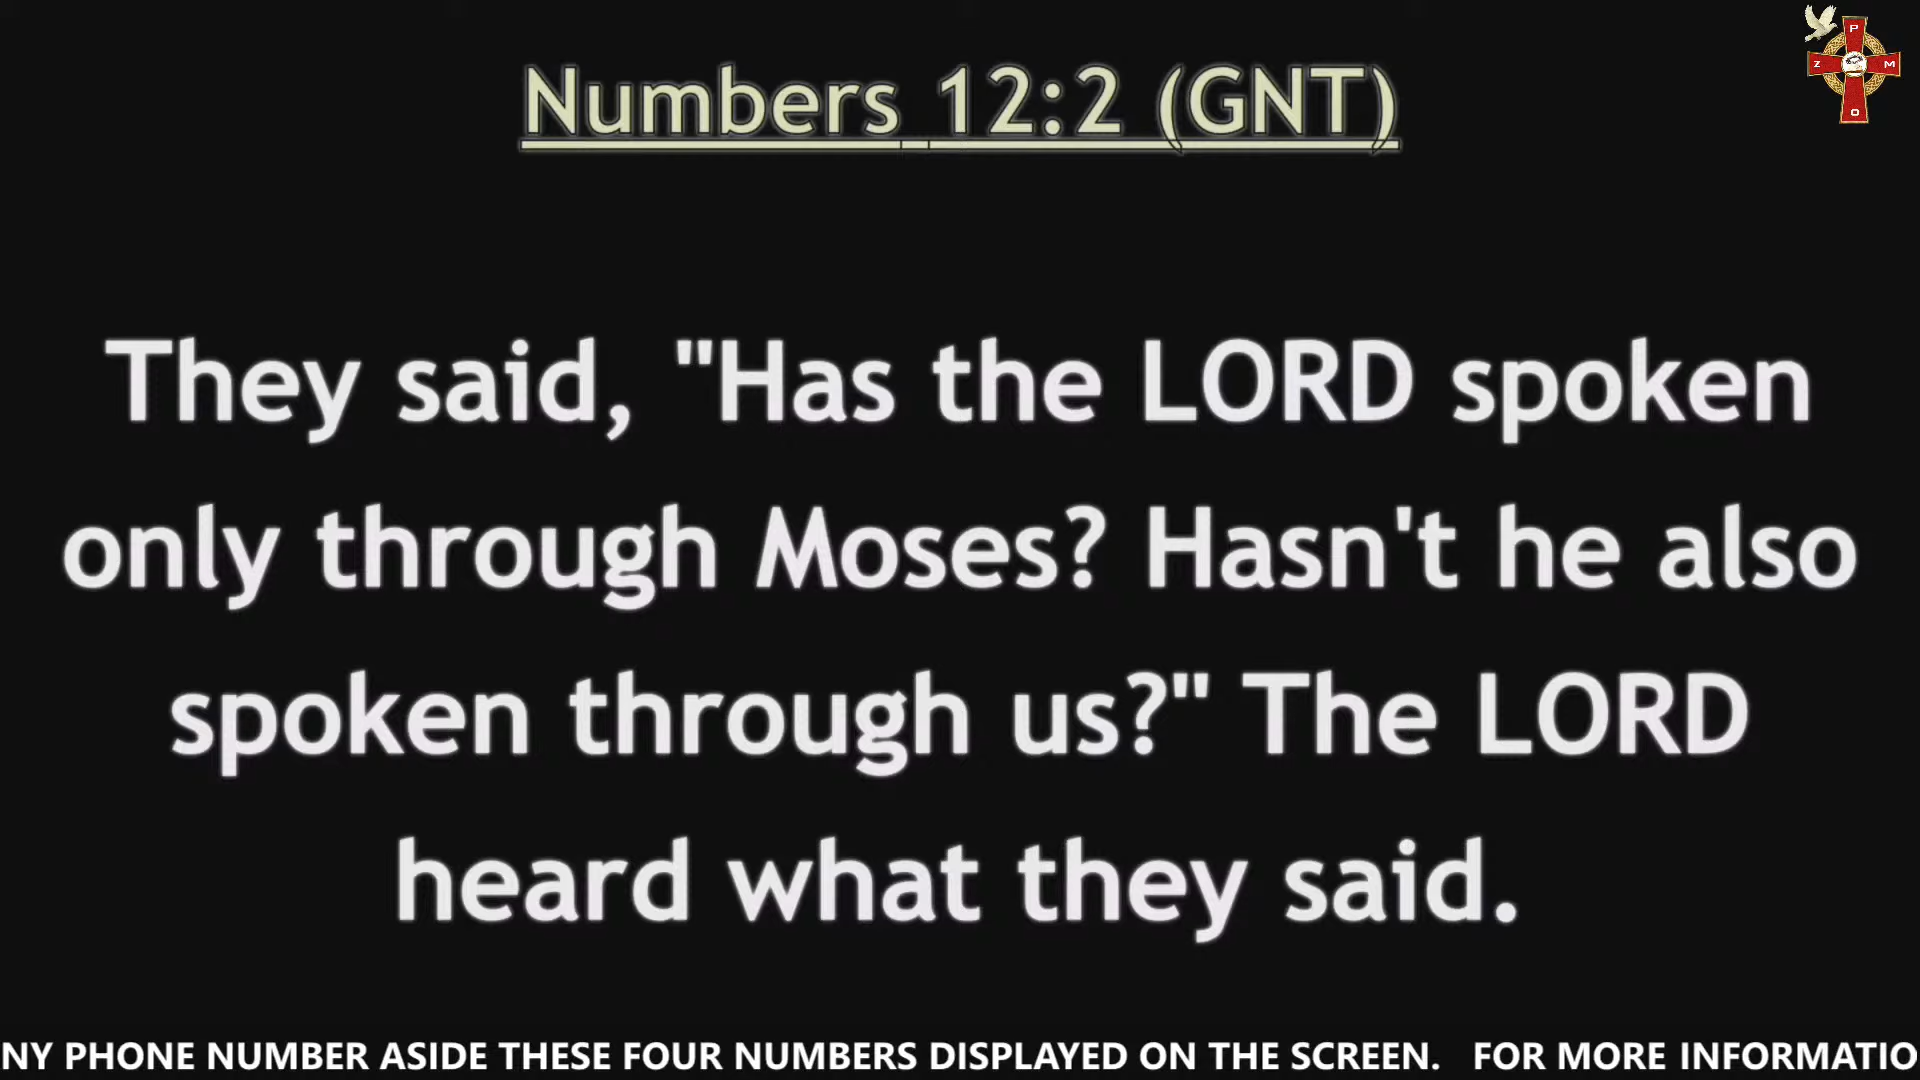 Numbers 12:2 (GNT)
They said, "Has the LORD spoken
only through Moses? Hasn't he also
spoken through us?" The LORD
heard what they said.
NY PHONE NUMBER ASIDE THESE FOUR NUMBERS DISPLAYED ON THE SCREEN. FOR MORE INFORMATIO
P
Z M
O